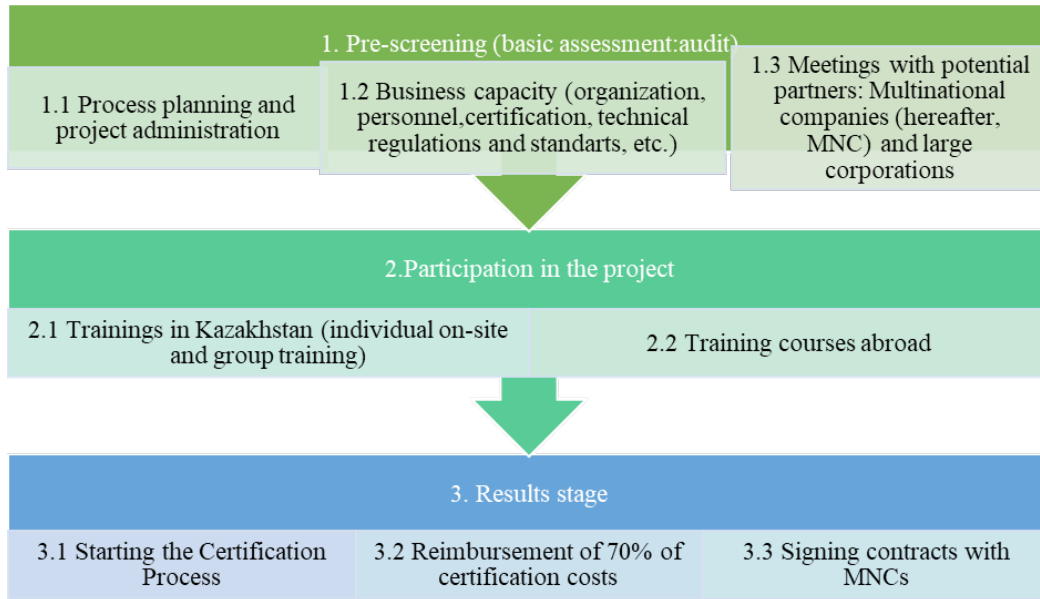 1. Pre-screening (basic assessment:audit)
1.1 Process planning and
project administration
1.2 Business capacity (organization,
personnel,certification, technical
regulations and standarts, etc.)
1.3 Meetings with potential
partners: Multinational
companies (hereafter,
MNC) and large
corporations
2.Participation in the project
2.1 Trainings in Kazakhstan (individual on-site
and group training)
2.2 Training courses abroad
3. Results stage
3.1 Starting the Certification
Process
3.2 Reimbursement of 70% of
certification costs
3.3 Signing contracts with
MNCs